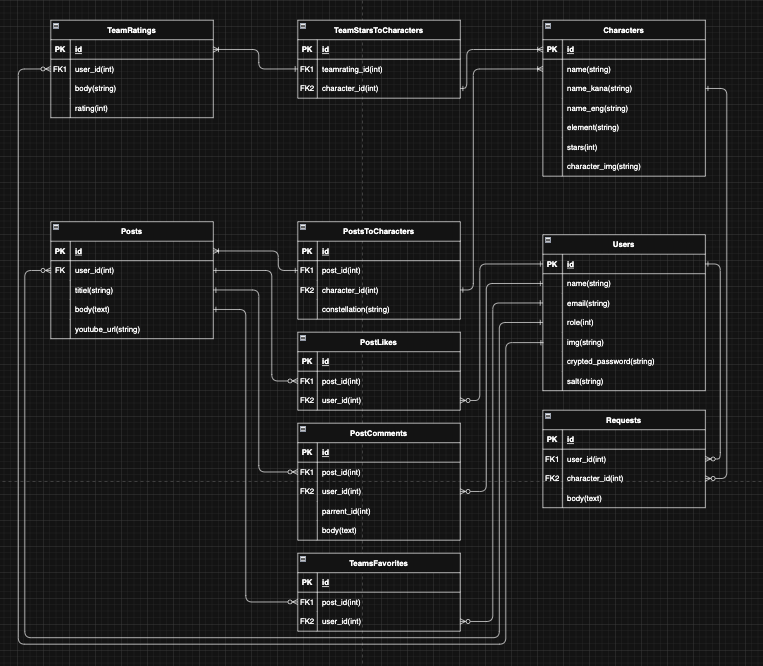 TeamRatings
PK id
FK1 user_id(int)
body(string)
rating(int)
TeamStarsToCharacters
PK id
FK1 teamrating_id(int)
FK2 character_id(int)
Characters
PK id
name(string)
name_kana(string)
name_eng(string)
element(string)
stars(int)
character_img(string)
Posts
PK id
FK user_id(int)
titiel(string)
body(text)
youtube_url(string)
PostsToCharacters
PK id
FK1 post_id(int)
FK2 character_id(int)
constellation(string)
Users
PK id
name(string)
email(string)
role(int)
img(string)
crypted_password(string)
salt(string)
PostLikes
PK id
FK1 post_id(int)
FK2 user_id(int)
PostComments
PK id
FK1 post_id(int)
FK2 user_id(int)
parrent_id(int)
body(text)
Requests
PK id
FK1 user_id(int)
FK2 character_id(int)
body(text)
TeamsFavorites
PK id
FK1 post_id(int)
FK2 user_id(int)